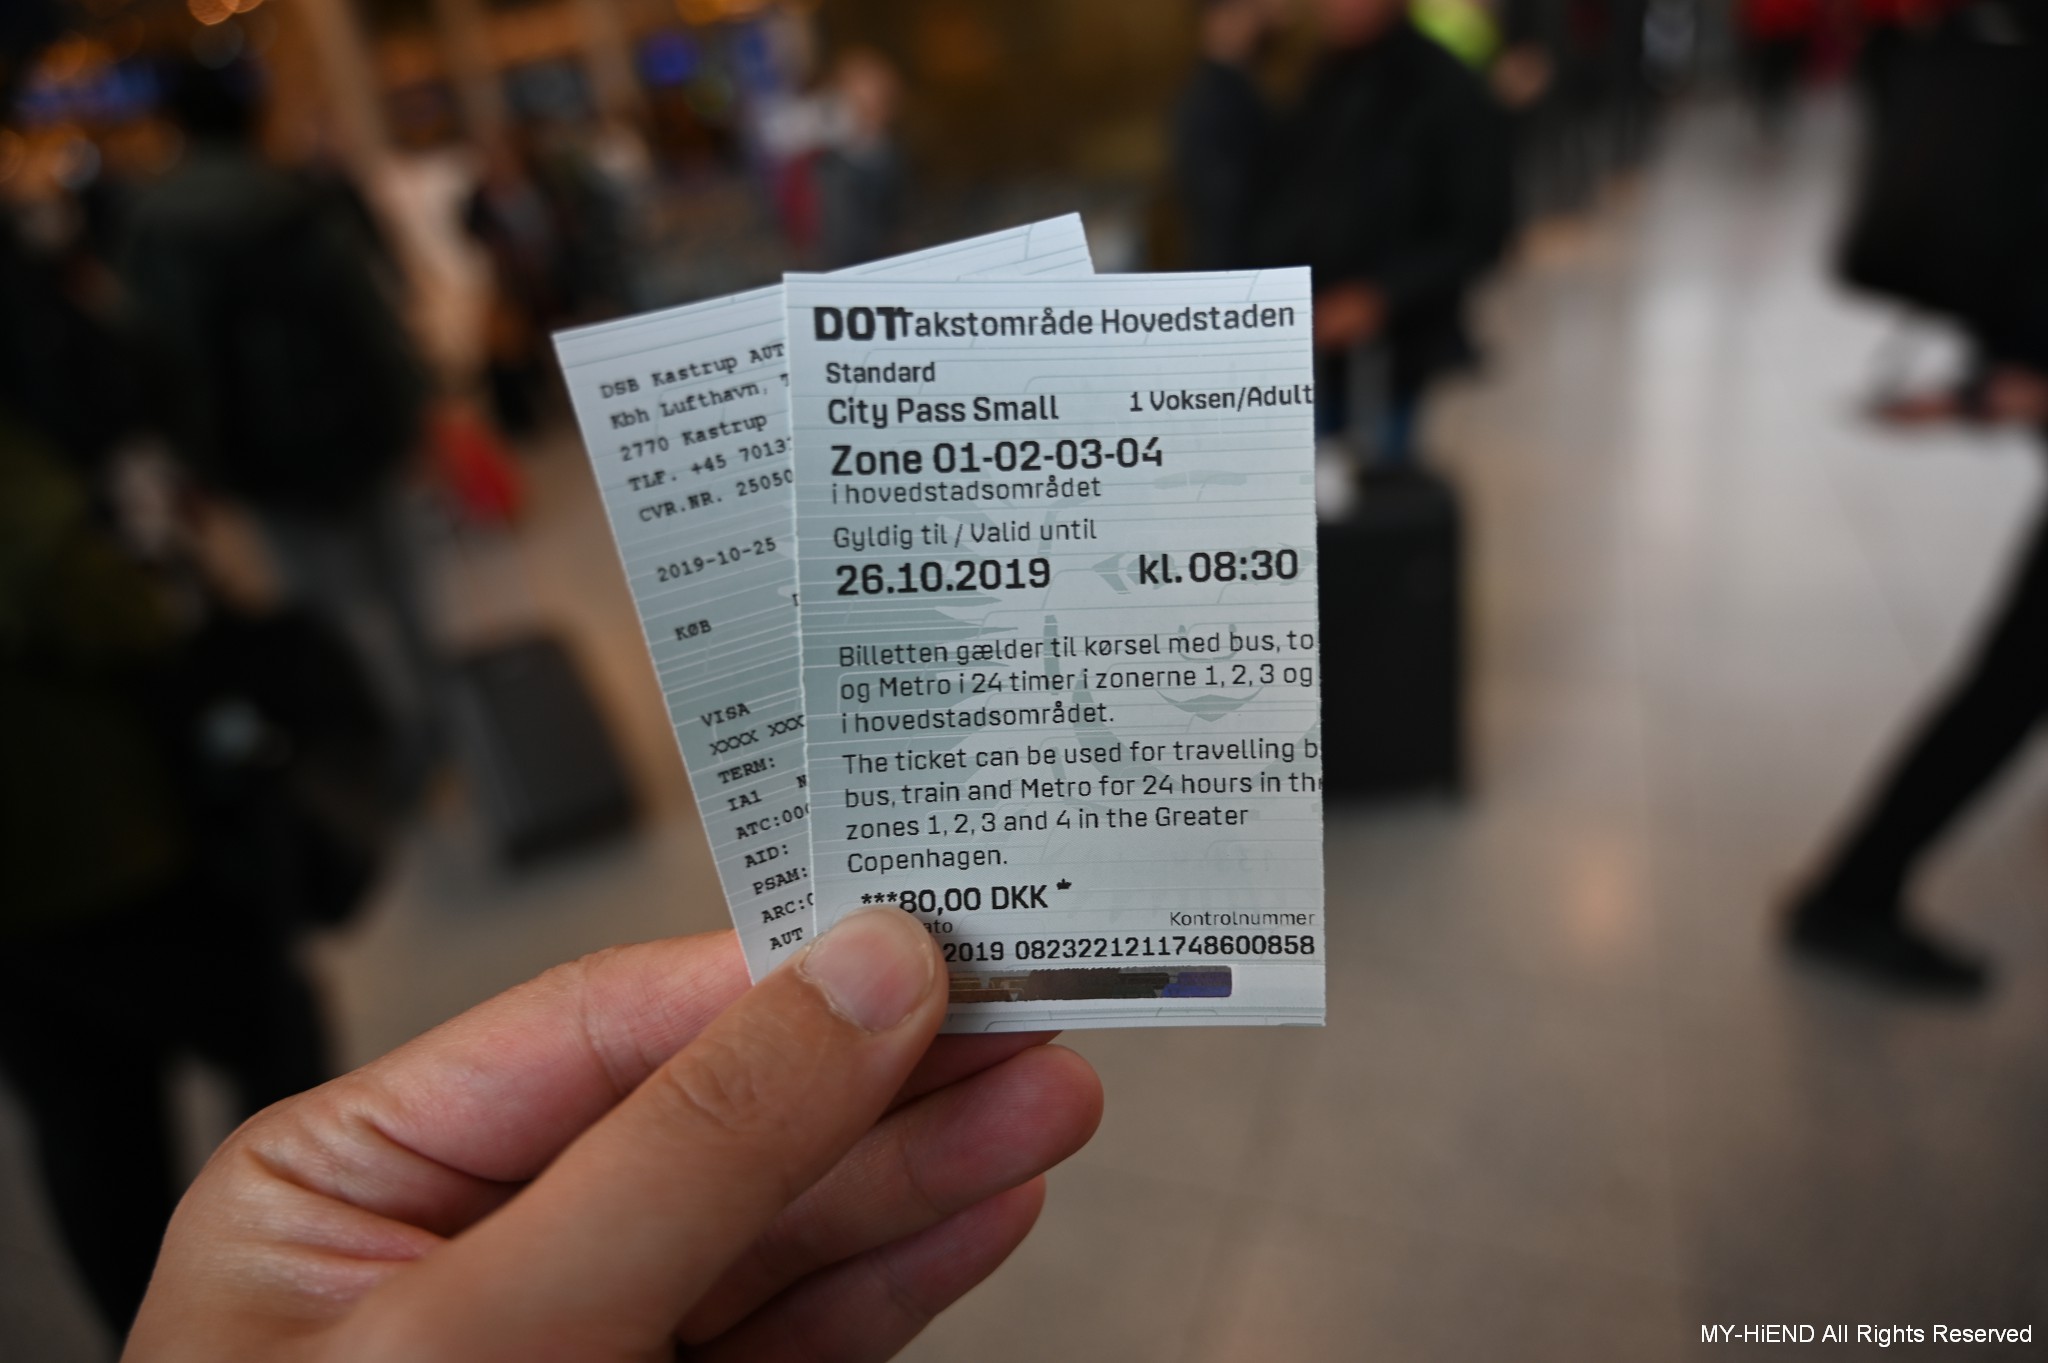 DSB Kastrup AUT
Kbh Lufthavn,
2770 Kastrup
TLF. +45 7013
CVR.NR. 25050
2019-10-25
KØB
VISA
XXXX XXX
TERM:
IA1
ATC:00
AID:
PSAM:
ARC:
AUT
DOT Takstområde Hovedstaden
Standard
City Pass Small 1 Voksen/Adult
Zone 01-02-03-04
i hovedstadsområdet
Gyldig til / Valid until
26.10.2019 kl. 08:30
Billetten gælder til kørsel med bus, to
og Metro i 24 timer i zonerne 1, 2, 3 og
i hovedstadsområdet.
The ticket can be used for travelling b
bus, train and Metro for 24 hours in th
zones 1, 2, 3 and 4 in the Greater
Copenhagen.
***80,00 DKK
ato Kontrolnummer
2019 0823221211748600858
MY-HiEND All Rights Reserved